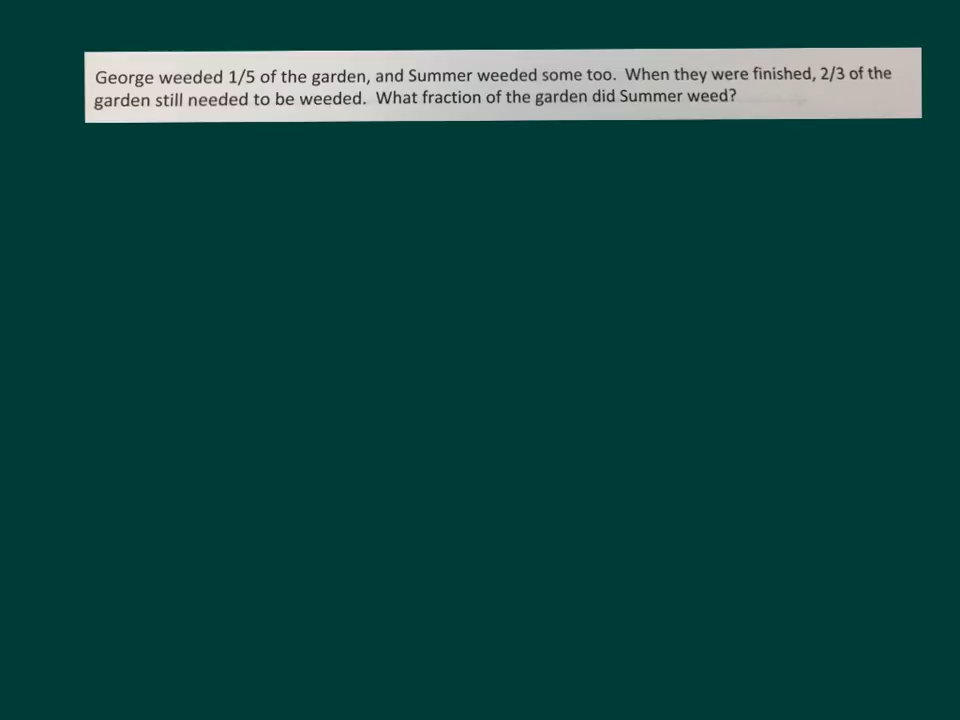 George weeded 1/5 of the garden, and Summer weeded some too. When they were finished, 2/3 of the
garden still needed to be weeded. What fraction of the garden did Summer weed?